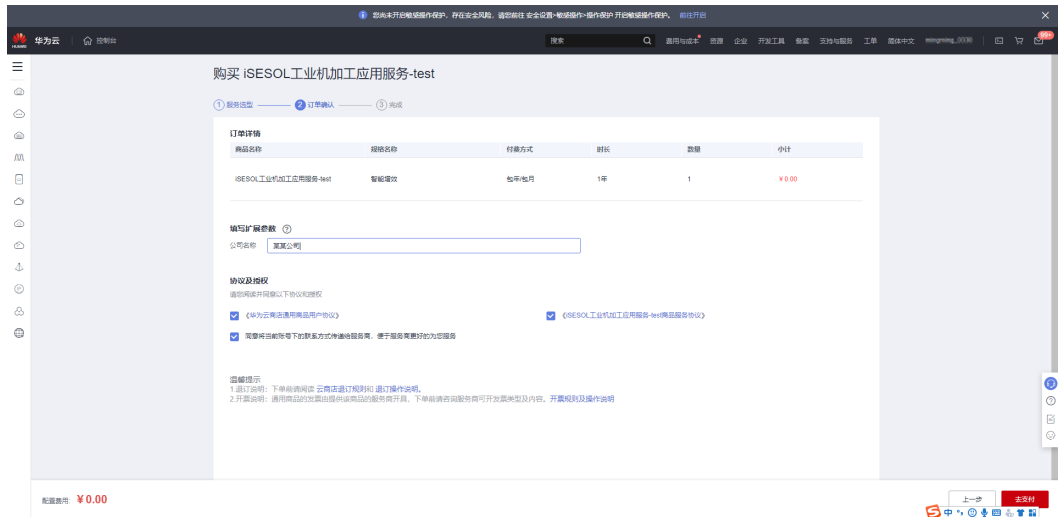 您尚未开启敏感操作保护，存在安全风险，请您前往 安全设置>敏感操作>操作保护 开启敏感操作保护。 前往开启
HUAWEI 华为云 控制台 搜索 费用与成本 资源 企业 开发工具 备案 支持与服务 工单 简体中文 99+
购买 iSESOL工业机加工应用服务-test
1 服务选型 2 订单确认 3 完成
订单详情
商品名称 规格名称 付费方式 时长 数量 小计
iSESOL工业机加工应用服务-test 智能增效 包年/包月 1年 1 ￥0.00
填写扩展参数
公司名称 某某公司
协议及授权
请您阅读并同意以下协议和授权
《华为云商店通用商品用户协议》 《iSESOL工业机加工应用服务-test商品服务协议》
同意将当前账号下的联系方式传递给服务商，便于服务商更好的为您服务
温馨提示
1.退订说明：下单前请阅读 云商店退订规则和 退订操作说明。
2.开票说明：通用商品的发票由提供该商品的服务商开具，下单前请咨询服务商可开发票类型及内容。开票规则及操作说明
配置费用: ￥0.00 上一步 去支付
中